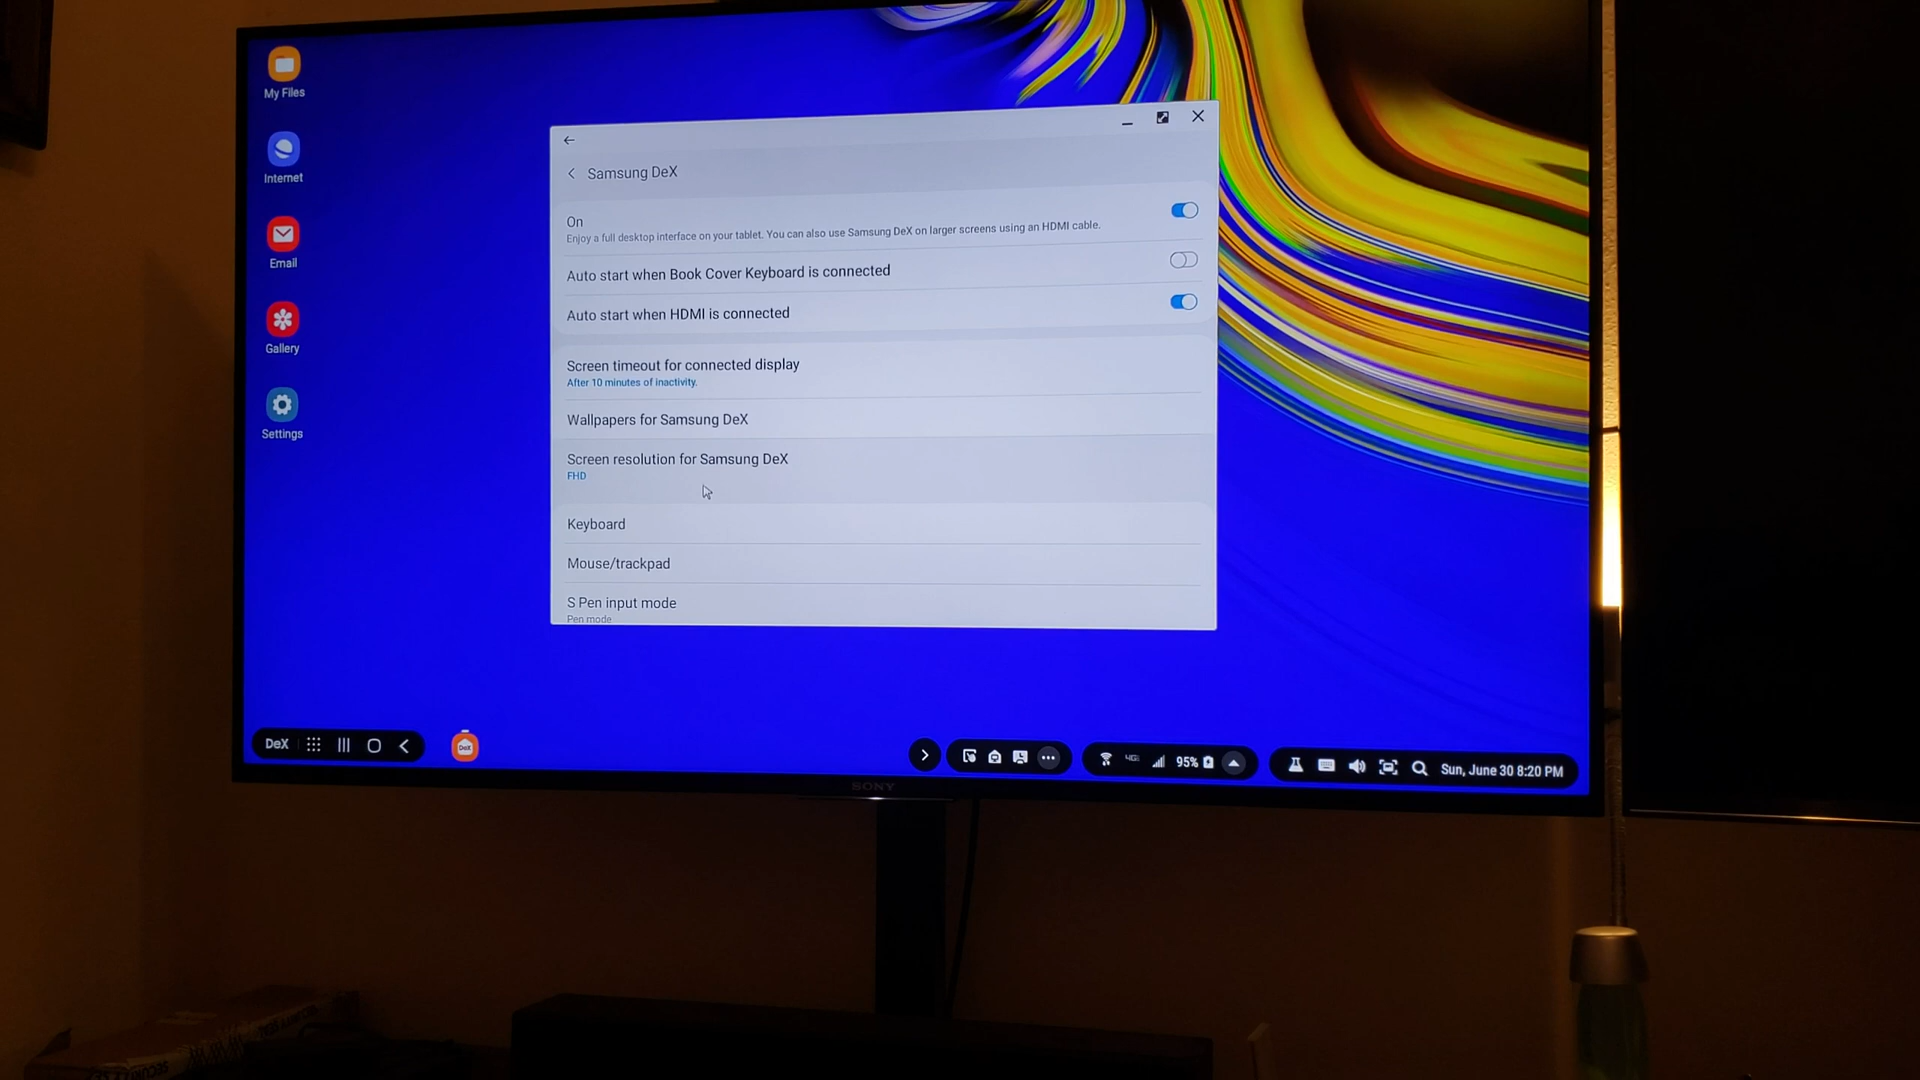 My Files
Internet
Email
Gallery
Settings
Samsung DeX
On
Enjoy a full desktop interface on your tablet. You can also use Samsung DeX on larger screens using an HDMI cable.
Auto start when Book Cover Keyboard is connected
Auto start when HDMI is connected
Screen timeout for connected display
After 10 minutes of inactivity.
Wallpapers for Samsung DeX
Screen resolution for Samsung DeX
FHD
Keyboard
Mouse/trackpad
S Pen input mode
Pen mode
DeX
DeX
4GE
95%
Sun, June 30 8:20 PM
SONY